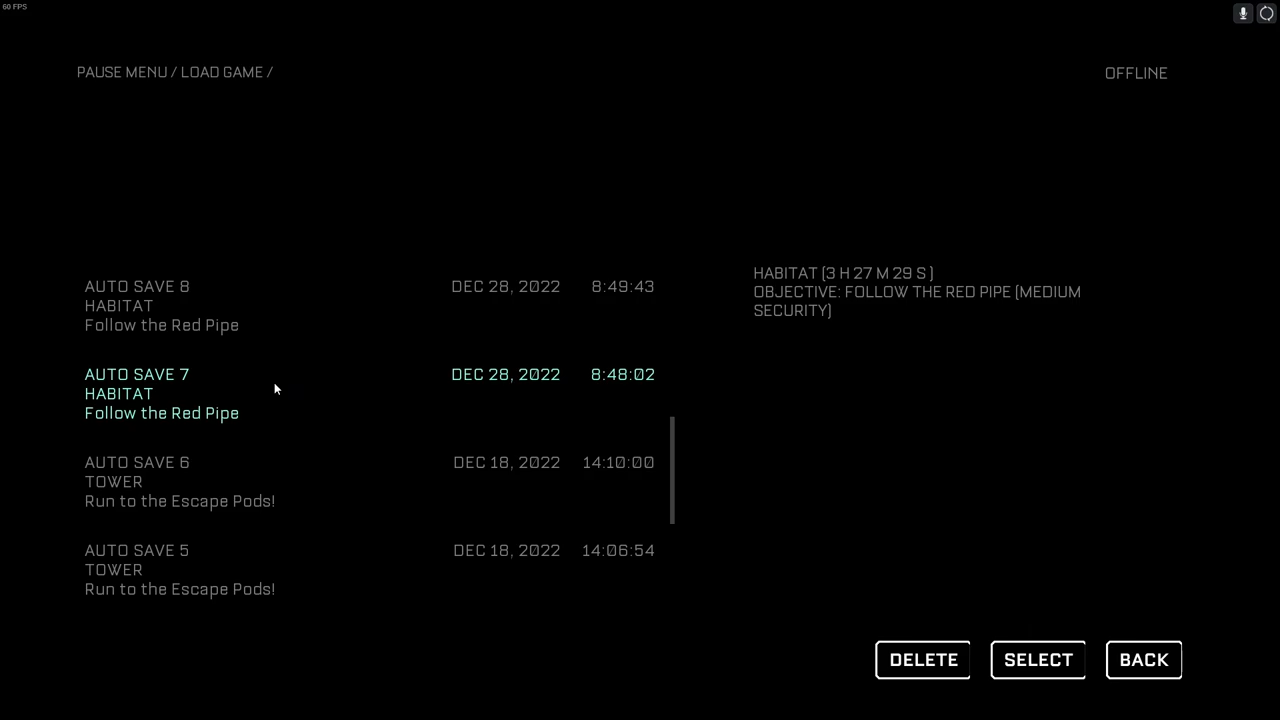 60 FPS
PAUSE MENU / LOAD GAME /
OFFLINE
AUTO SAVE 8 DEC 28, 2022 8:49:43
HABITAT
Follow the Red Pipe
AUTO SAVE 7 DEC 28, 2022 8:48:02
HABITAT
Follow the Red Pipe
AUTO SAVE 6 DEC 18, 2022 14:10:00
TOWER
Run to the Escape Pods!
AUTO SAVE 5 DEC 18, 2022 14:06:54
TOWER
Run to the Escape Pods!
HABITAT (3 H 27 M 29 S )
OBJECTIVE: FOLLOW THE RED PIPE (MEDIUM
SECURITY)
DELETE SELECT BACK